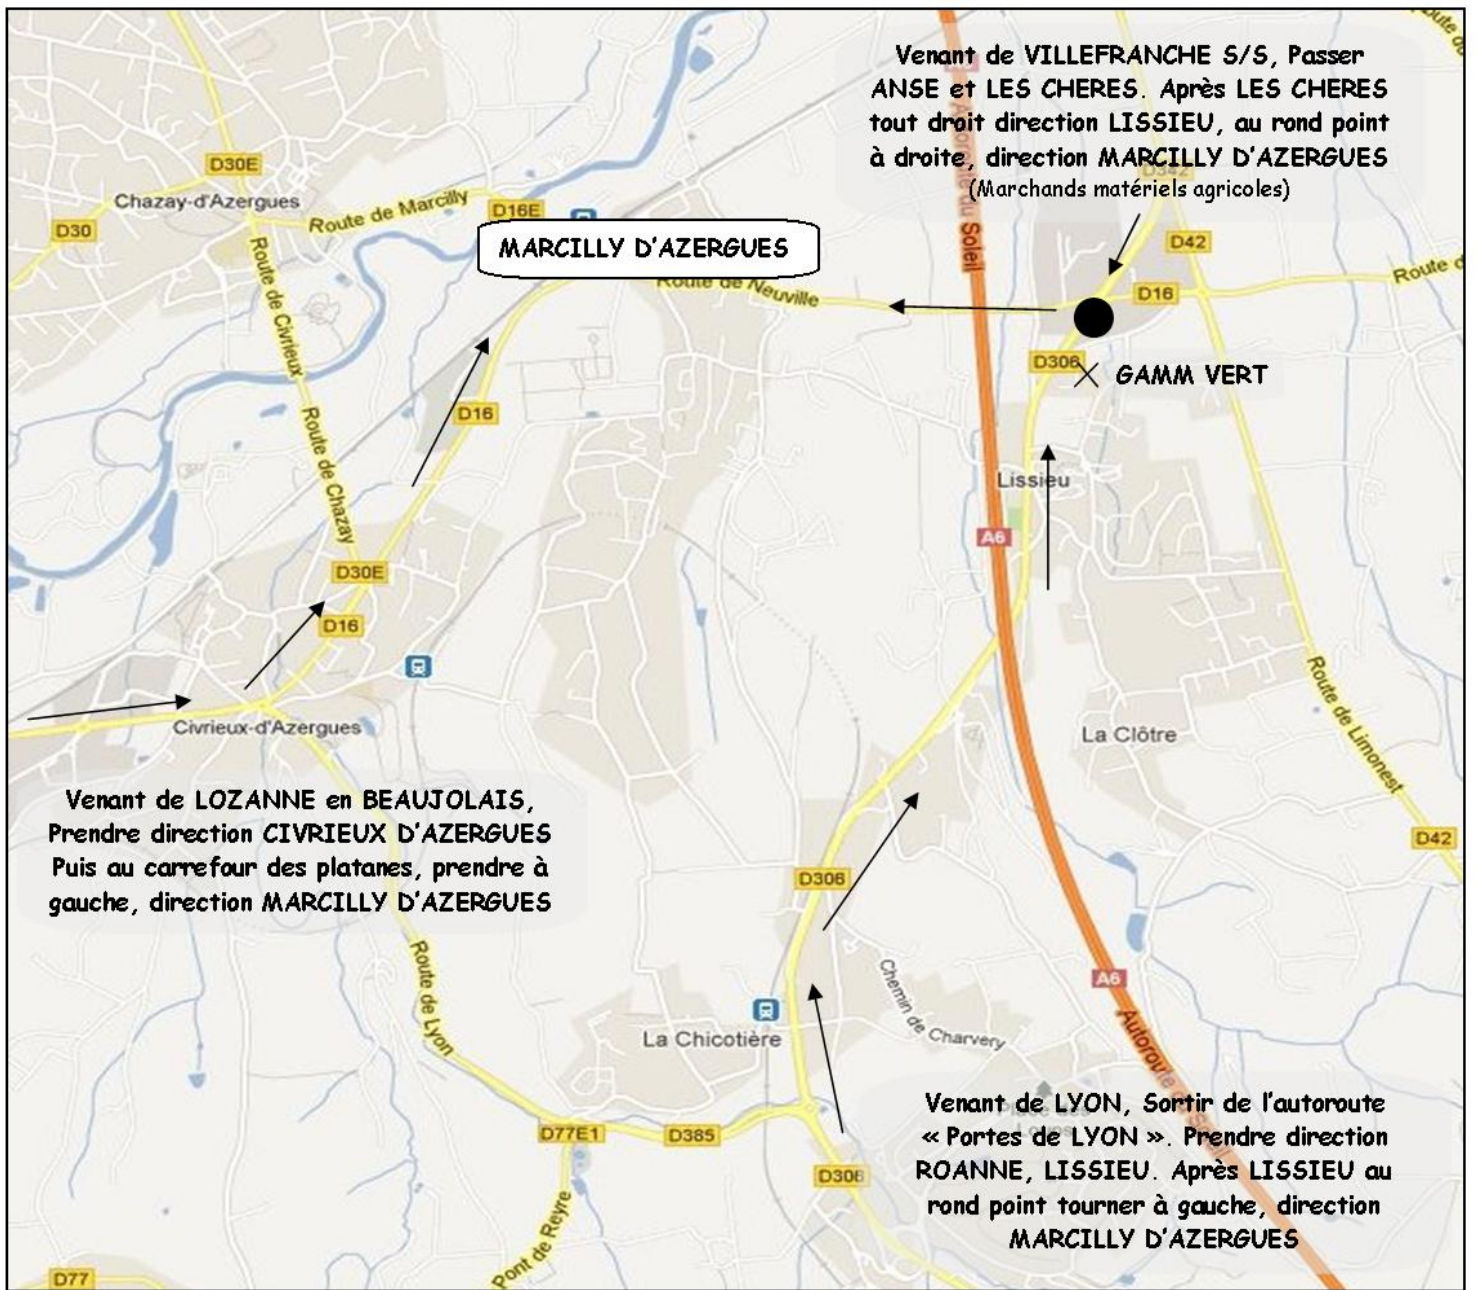 Venant de VILLEFRANCHE S/S, Passer
ANSE et LES CHERES. Après LES CHERES
tout droit direction LISSIEU, au rond point
à droite, direction MARCILLY D'AZERGUES
(Marchands matériels agricoles)
D342
Autoroute du Soleil
D30E
Chazay-d'Azergues
Route de Marcilly
D16E
D30
MARCILLY D'AZERGUES
Route de Neuville
D42
D16
Route d
D306
GAMM VERT
Route de Civrieux
D16
Route de Chazay
Lissieu
A6
D30E
D16
Civrieux-d'Azergues
La Clôtre
Route de Limonest
D42
Venant de LOZANNE en BEAUJOLAIS,
Prendre direction CIVRIEUX D'AZERGUES
Puis au carrefour des platanes, prendre à
gauche, direction MARCILLY D'AZERGUES
D306
Route de Lyon
Chemin de Charvery
A6
La Chicotière
Autoroute du Soleil
Venant de LYON, Sortir de l'autoroute
« Portes de LYON ». Prendre direction
ROANNE, LISSIEU. Après LISSIEU au
rond point tourner à gauche, direction
MARCILLY D'AZERGUES
D77E1
D385
D306
Pont de Reyre
D77